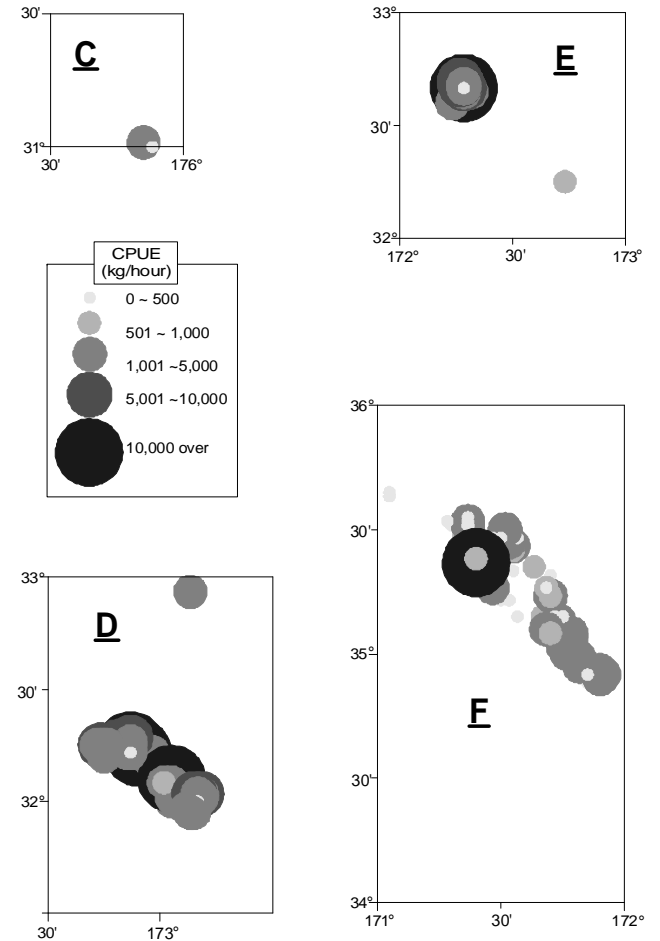 30'
C
31°
30'
176°
33°
E
30'
32°
172°
30'
173°
CPUE
(kg/hour)
0 ~ 500
501 ~ 1,000
1,001 ~5,000
5,001 ~10,000
10,000 over
33°
D
30'
32°
30'
173°
36°
30'
35°
F
30'
34°
171°
30'
172°